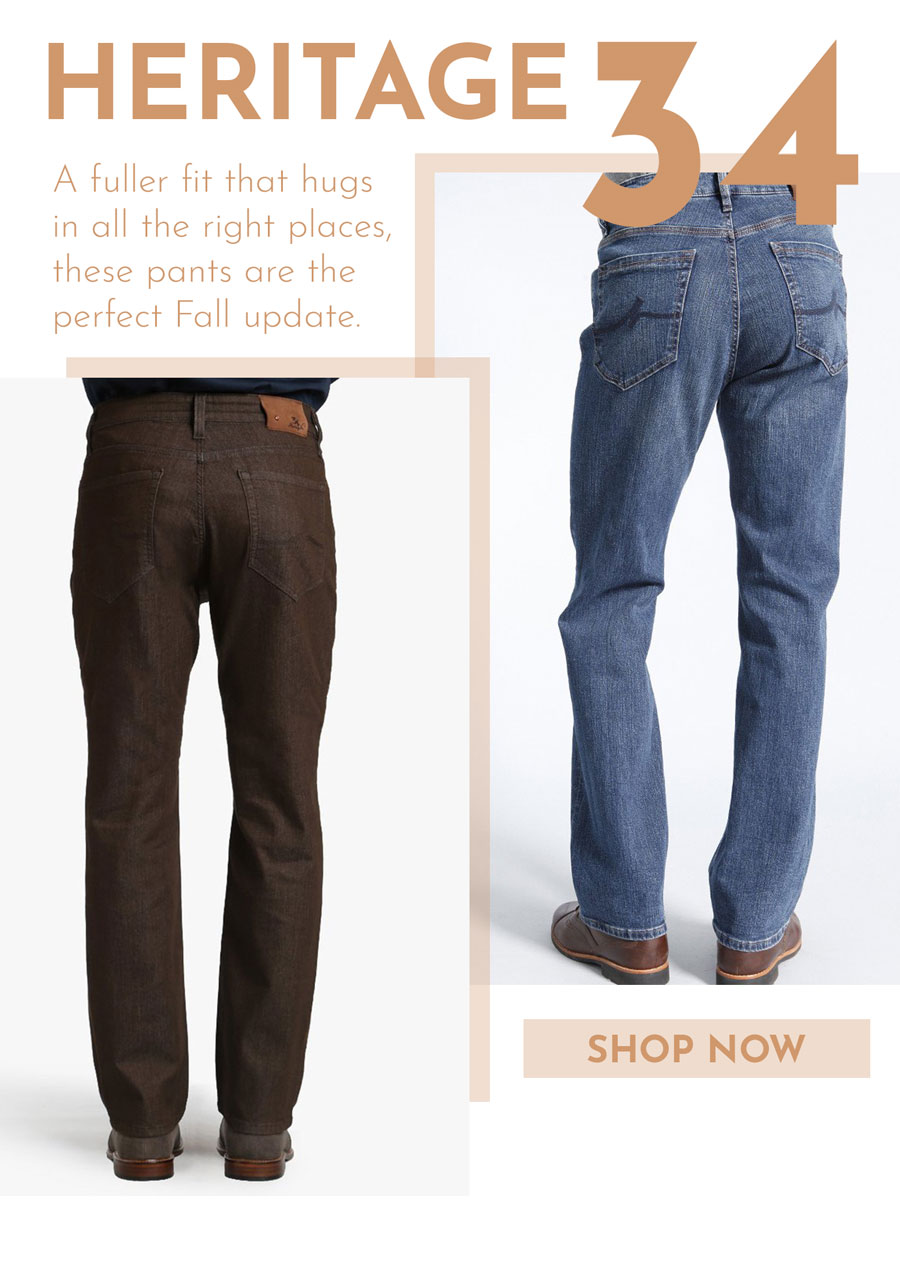 HERITAGE 34
A fuller fit that hugs
in all the right places,
these pants are the
perfect Fall update.
SHOP NOW